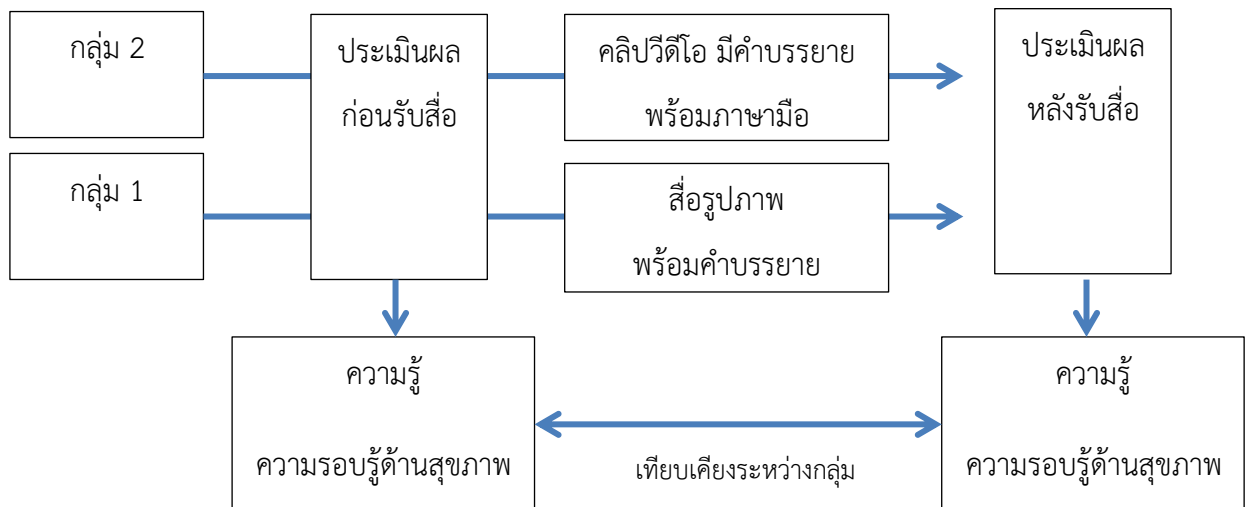 กลุ่ม 2
ประเมินผล
ก่อนรับสื่อ
คลิปวีดีโอ มีคำบรรยาย
พร้อมภาษามือ
ประเมินผล
หลังรับสื่อ
กลุ่ม 1
สื่อรูปภาพ
พร้อมคำบรรยาย
ความรู้
ความรอบรู้ด้านสุขภาพ
เทียบเคียงระหว่างกลุ่ม
ความรู้
ความรอบรู้ด้านสุขภาพ